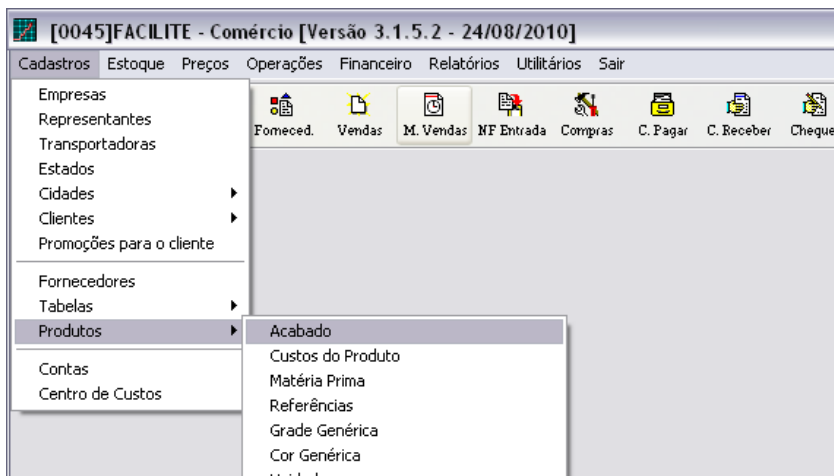 [0045]FACILITE - Comércio [Versão 3.1.5.2 - 24/08/2010]
Cadastros Estoque Preços Operações Financeiro Relatórios Utilitários Sair
Forneced. Vendas M. Vendas NF Entrada Compras C. Pagar C. Receber Cheque
Empresas
Representantes
Transportadoras
Estados
Cidades
Clientes
Promoções para o cliente
Fornecedores
Tabelas
Produtos
Contas
Centro de Custos
Acabado
Custos do Produto
Matéria Prima
Referências
Grade Genérica
Cor Genérica